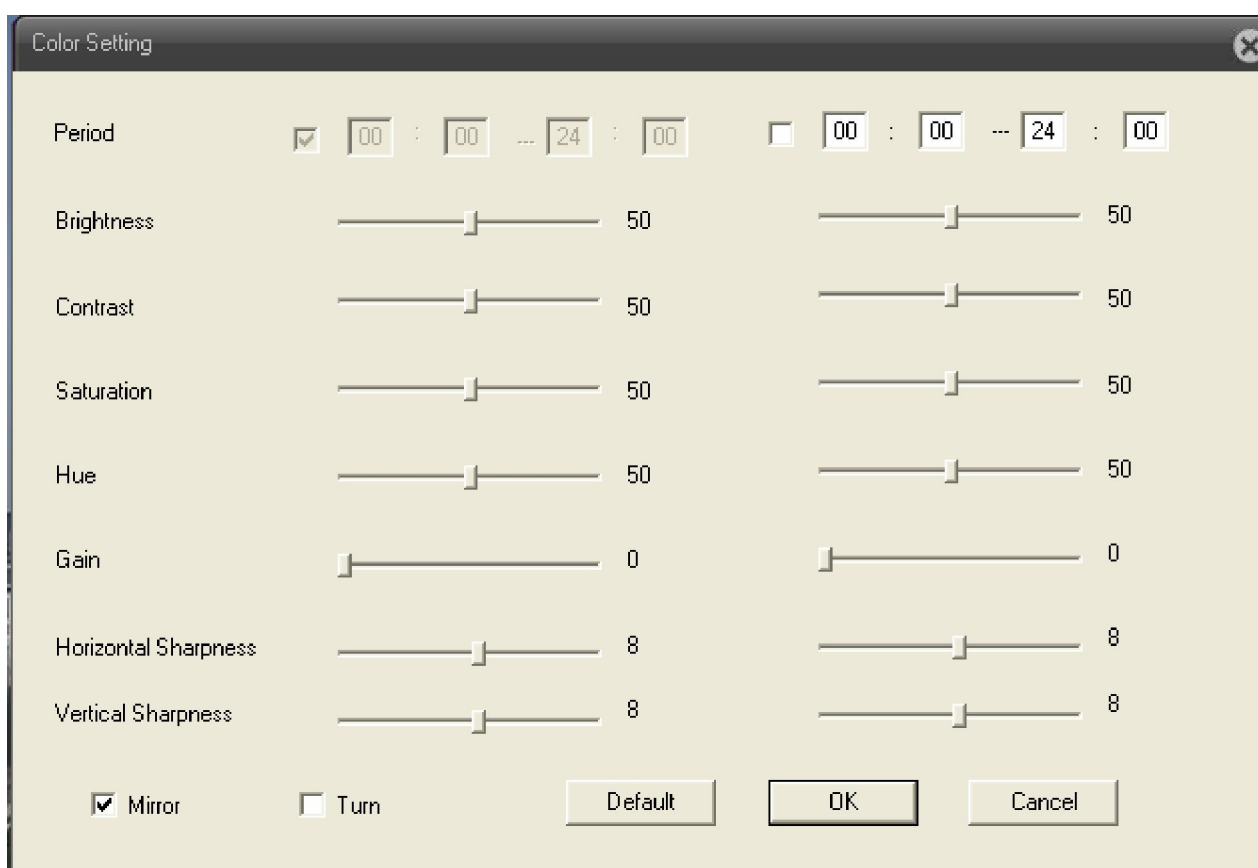 Color Setting
Period 00 : 00 --- 24 : 00 00 : 00 --- 24 : 00
Brightness 50 50
Contrast 50 50
Saturation 50 50
Hue 50 50
Gain 0 0
Horizontal Sharpness 8 8
Vertical Sharpness 8 8
Mirror Turn Default OK Cancel